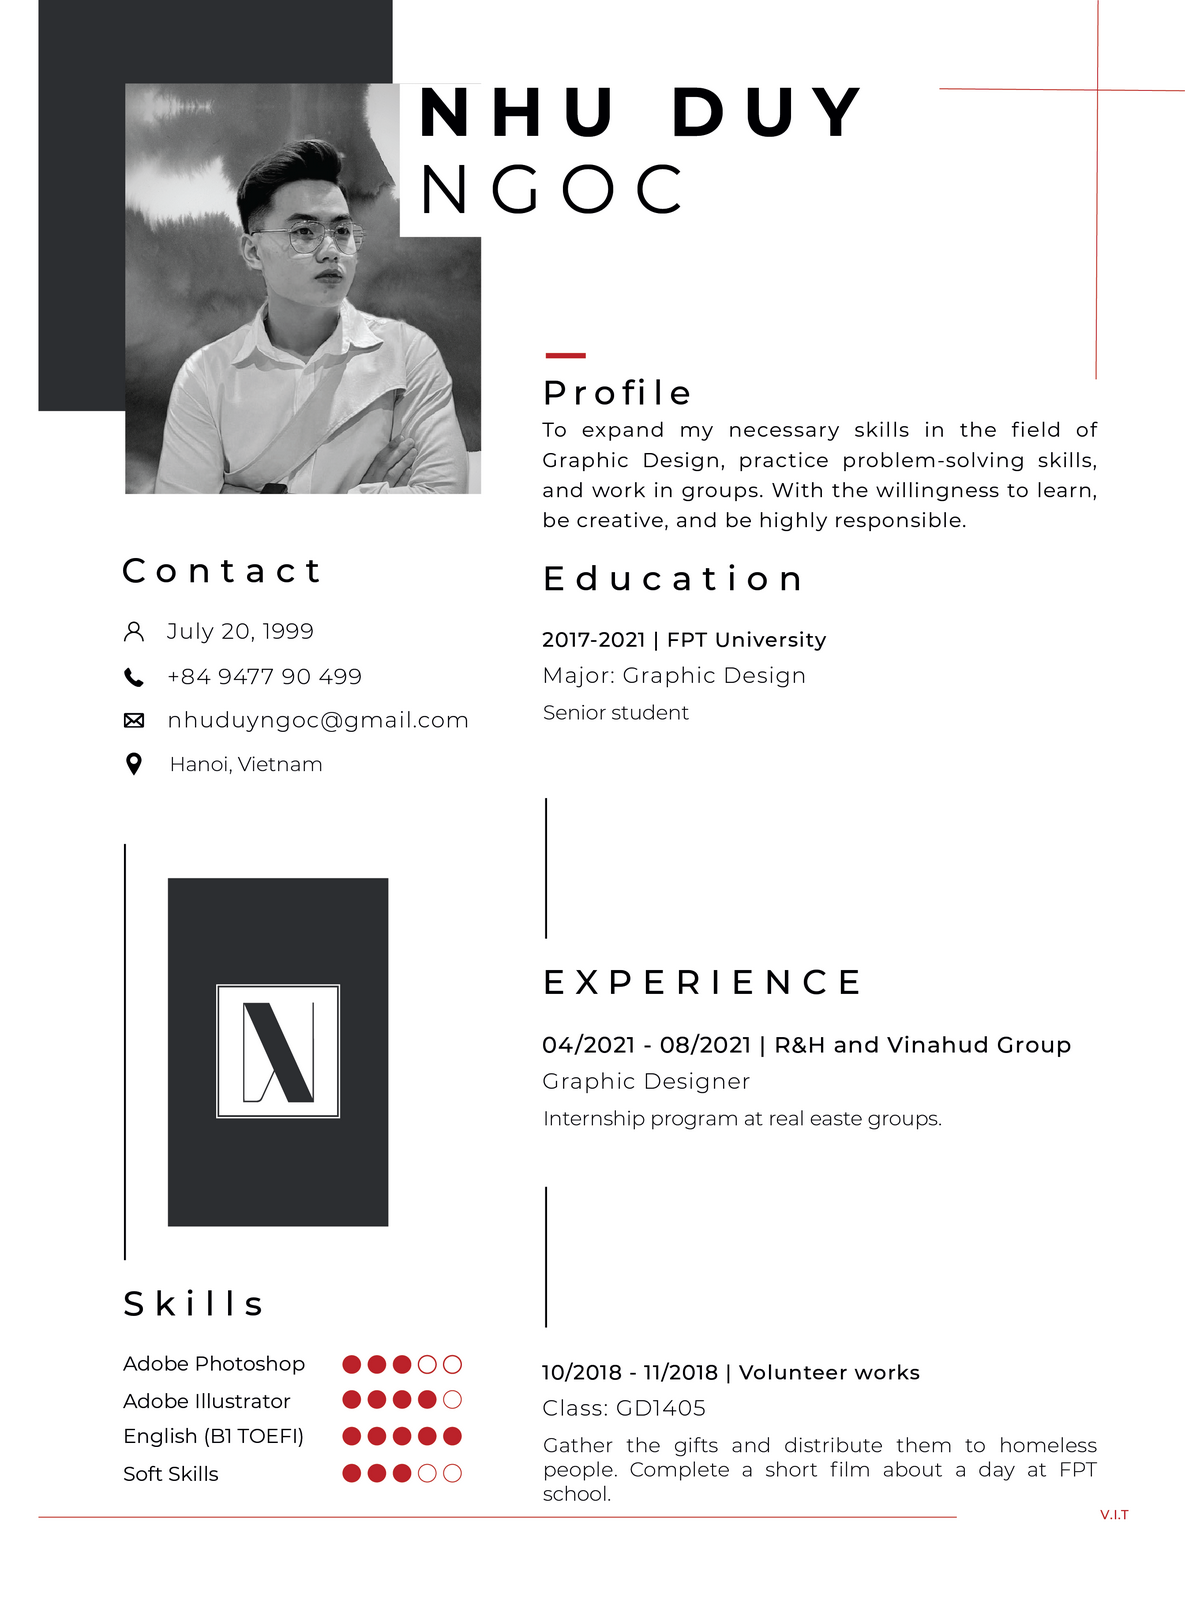 NHU DUY
NGOC
Profile
To expand my necessary skills in the field of
Graphic Design, practice problem-solving skills,
and work in groups. With the willingness to learn,
be creative, and be highly responsible.
Contact
July 20, 1999
+84 9477 90 499
nhuduyngoc@gmail.com
Hanoi, Vietnam
Education
2017-2021 | FPT University
Major: Graphic Design
Senior student
N
EXPERIENCE
04/2021 - 08/2021 | R&H and Vinahud Group
Graphic Designer
Internship program at real easte groups.
Skills
Adobe Photoshop
Adobe Illustrator
English (B1 TOEFI)
Soft Skills
10/2018 - 11/2018 | Volunteer works
Class: GD1405
Gather the gifts and distribute them to homeless
people. Complete a short film about a day at FPT
school.
V.I.T